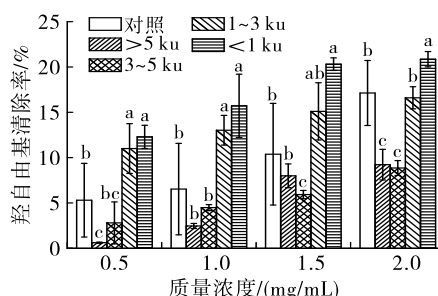 羟自由基清除率/%
25
20
15
10
5
0
对照
>5 ku
3~5 ku
1~3 ku
<1 ku
b c bc a a
b b b a a
b c c ab a
b c c b a
0.5 1.0 1.5 2.0
质量浓度/(mg/mL)